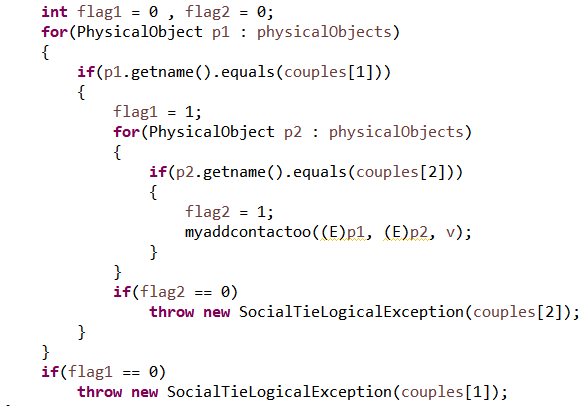 int flag1 = 0 , flag2 = 0;
for(PhysicalObject p1 : physicalObjects)
{
    if(p1.getname().equals(couples[1]))
    {
        flag1 = 1;
        for(PhysicalObject p2 : physicalObjects)
        {
            if(p2.getname().equals(couples[2]))
            {
                flag2 = 1;
                myaddcontactoo((E)p1, (E)p2, v);
            }
        }
        if(flag2 == 0)
            throw new SocialTieLogicalException(couples[2]);
    }
}
if(flag1 == 0)
    throw new SocialTieLogicalException(couples[1]);